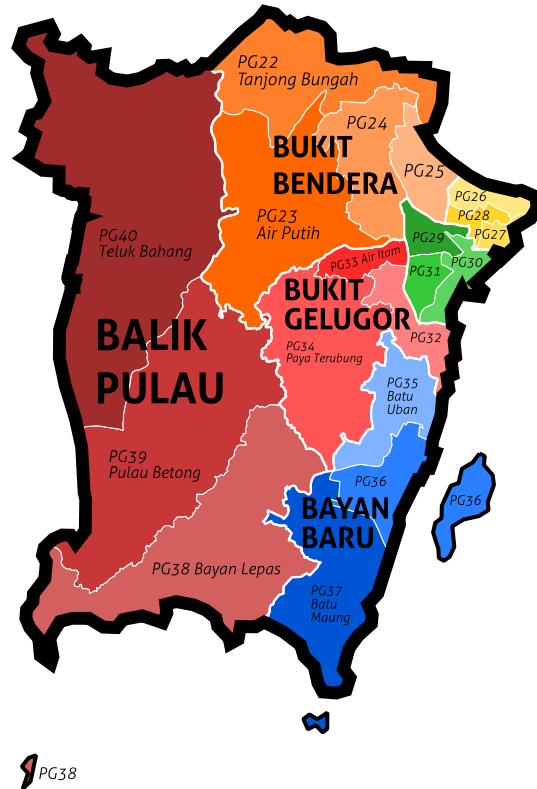 PG22
Tanjong Bungah
PG24
BUKIT
BENDERA
PG25
PG26
PG28
PG27
PG23
Air Putih
PG29
PG30
PG31
PG40
Teluk Bahang
PG33 Air Itam
BUKIT
GELUGOR
PG32
PG34
Paya Terubung
BALIK
PULAU
PG35
Batu
Uban
PG39
Pulau Betong
PG36
PG36
BAYAN
BARU
PG38 Bayan Lepas
PG37
Batu
Maung
PG38